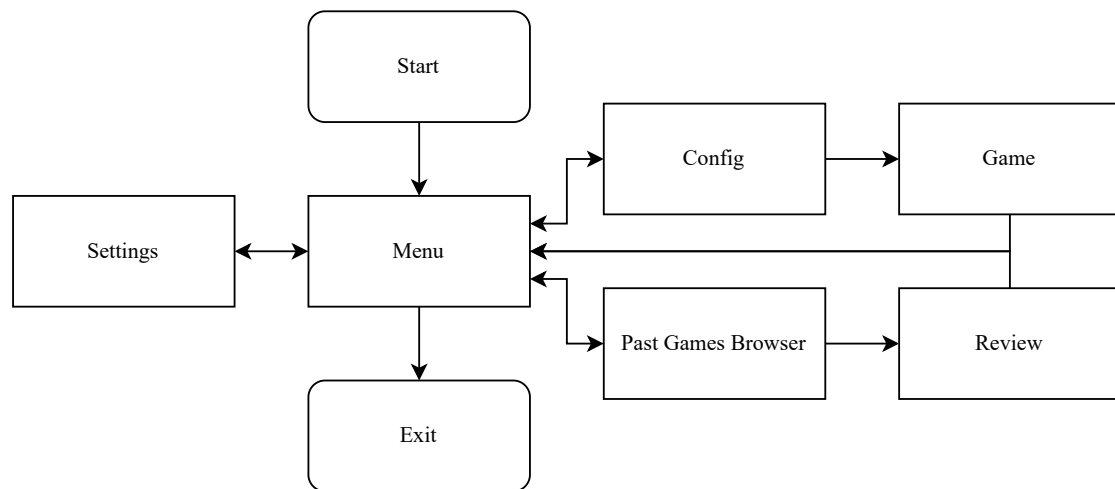 Start
Config
Game
Settings
Menu
Past Games Browser
Review
Exit